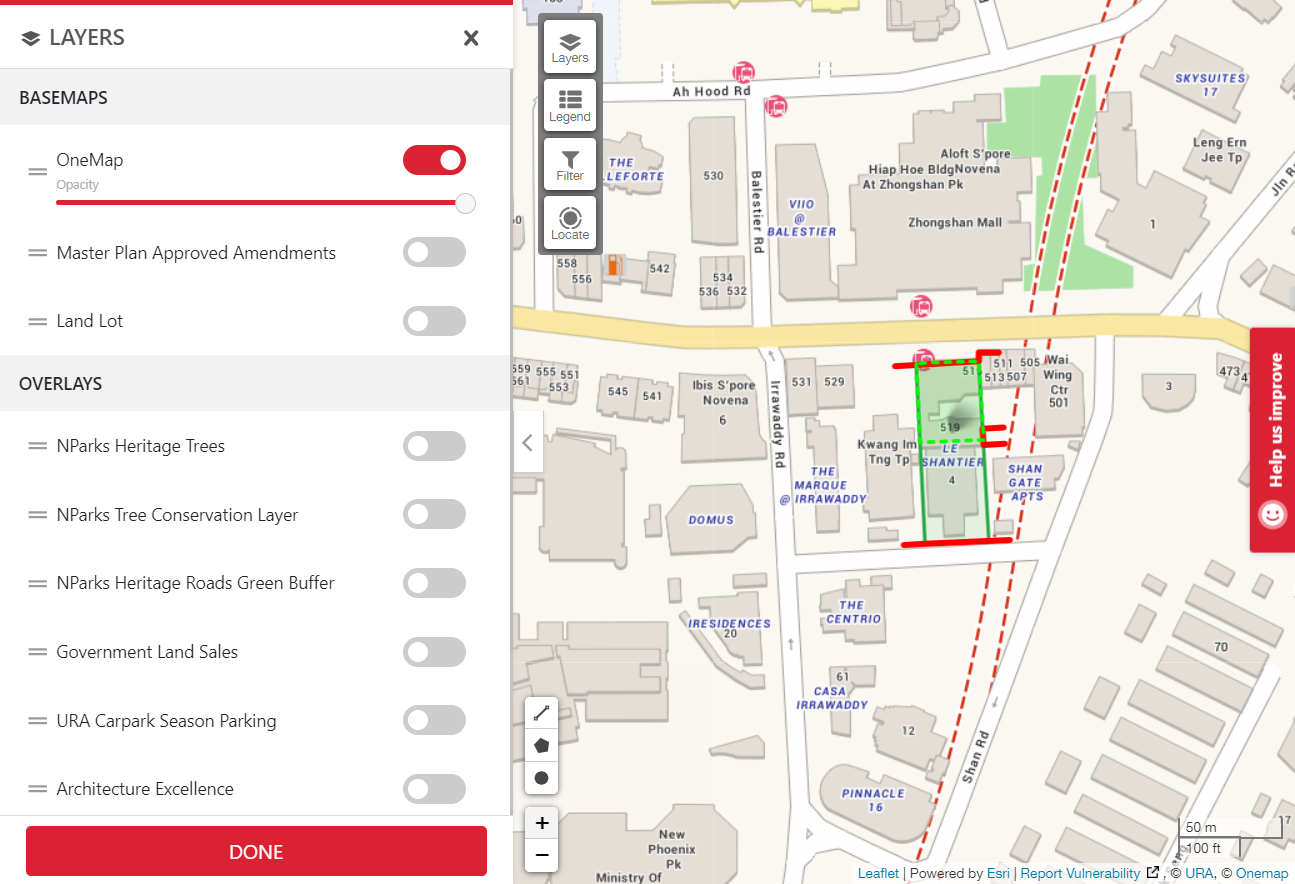 LAYERS
BASEMAPS
OneMap
Opacity
Master Plan Approved Amendments
Land Lot
OVERLAYS
NParks Heritage Trees
NParks Tree Conservation Layer
NParks Heritage Roads Green Buffer
Government Land Sales
URA Carpark Season Parking
Architecture Excellence
DONE
Layers
Legend
Filter
Locate
Ah Hood Rd
SKYSUITES
17
Leng Ern
Jee Tp
THE
530
Balestier Rd
VIIO
@
BALESTIER
Aloft S'pore
Hiap Hoe Bldg
Novena
At Zhongshan Pk
Zhongshan Mall
1
558
556
542
534
536
532
559
561
555
551
553
545
541
Ibis S'pore
Novena
6
Irrawaddy Rd
531
529
511
505
513
507
Wai
Wing
Ctr
501
3
473
519
Kwang Im
Tng Tp
LE
SHANTIER
4
SHAN
GATE
APTS
THE
MARQUE
@ IRRAWADDY
DOMUS
THE
CENTRIO
IRESIDENCES
20
61
CASA
IRRAWADDY
12
Shan Rd
PINNACLE
16
70
New
Phoenix
Pk
Ministry Of
Help us improve
+
−
50 m
100 ft
Leaflet | Powered by Esri | Report Vulnerability , © URA, © Onemap